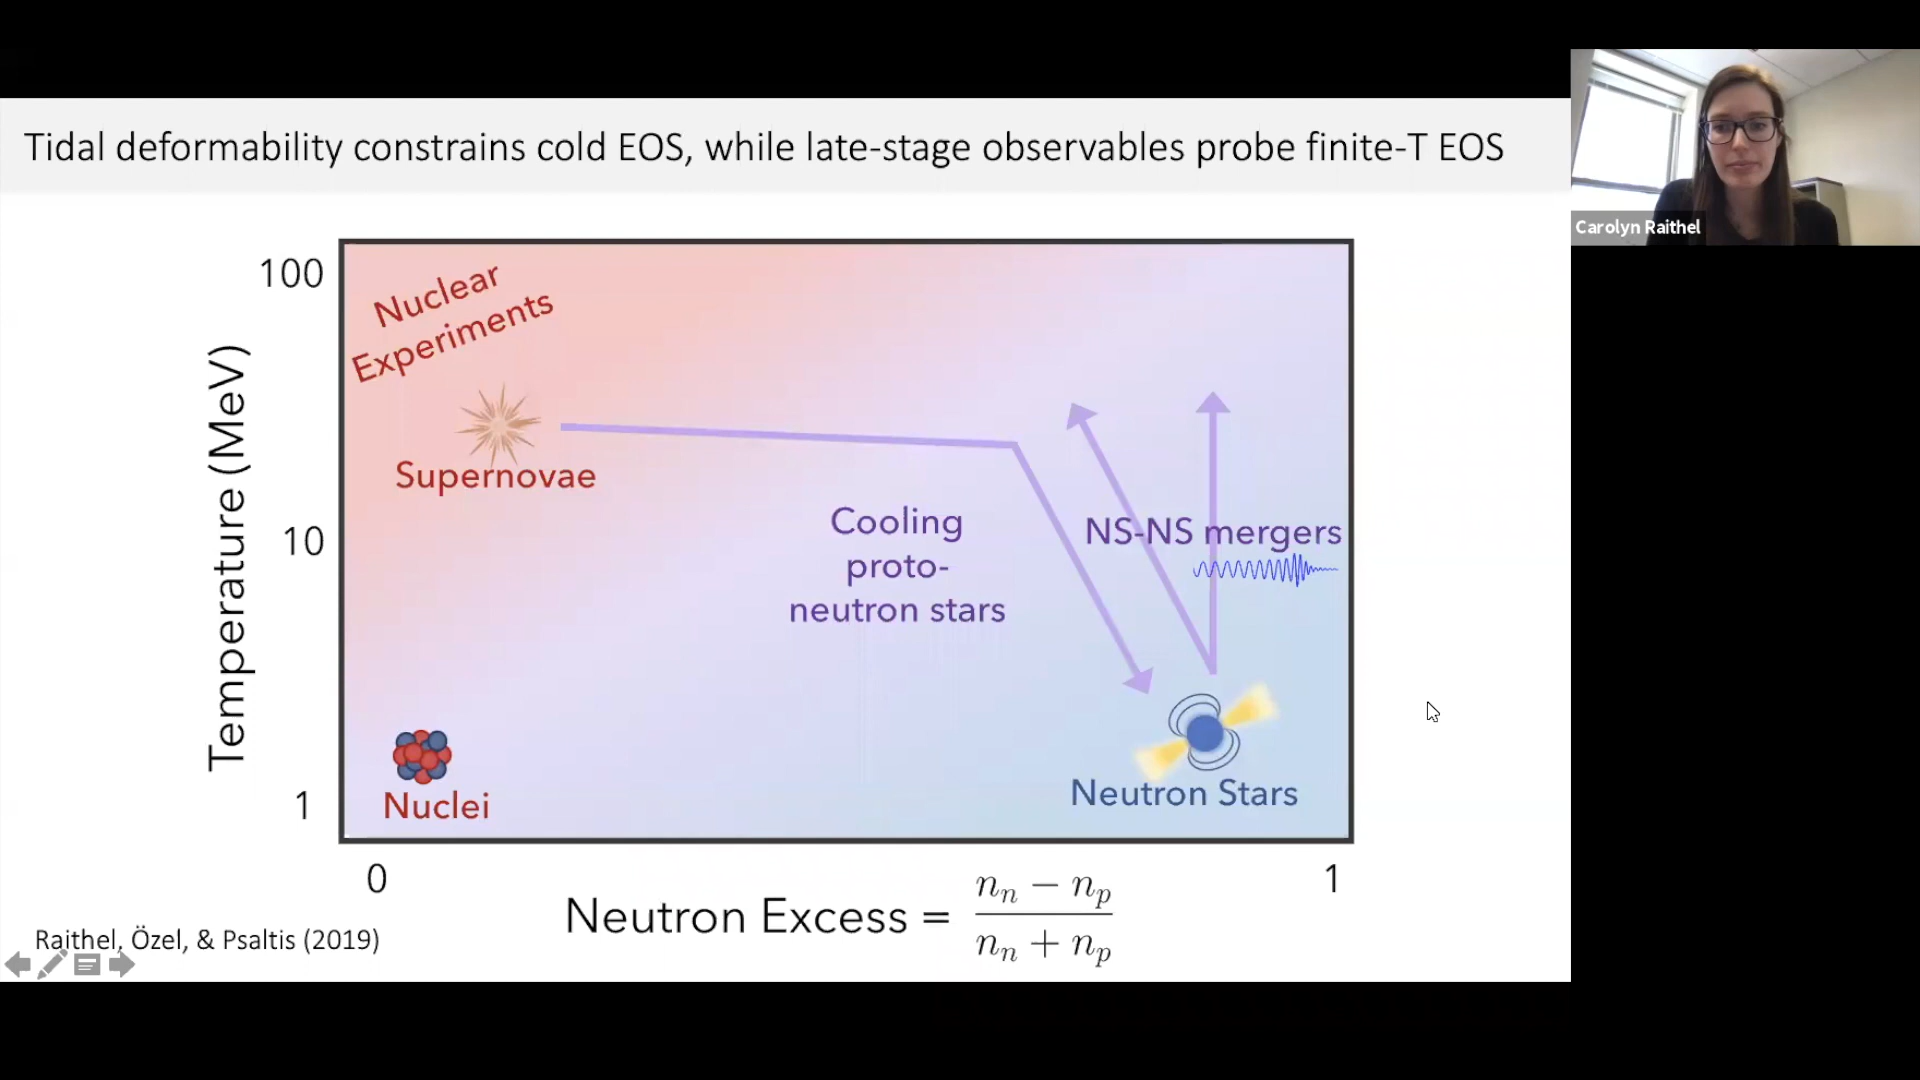 Tidal deformability constrains cold EOS, while late-stage observables probe finite-T EOS
Carolyn Raithel
Temperature (MeV)
100
10
1
Nuclear
Experiments
Supernovae
Cooling
proto-
neutron stars
NS-NS mergers
Nuclei
Neutron Stars
0
1
Neutron Excess = (n_n − n_p) / (n_n + n_p)
Raithel, Özel, & Psaltis (2019)